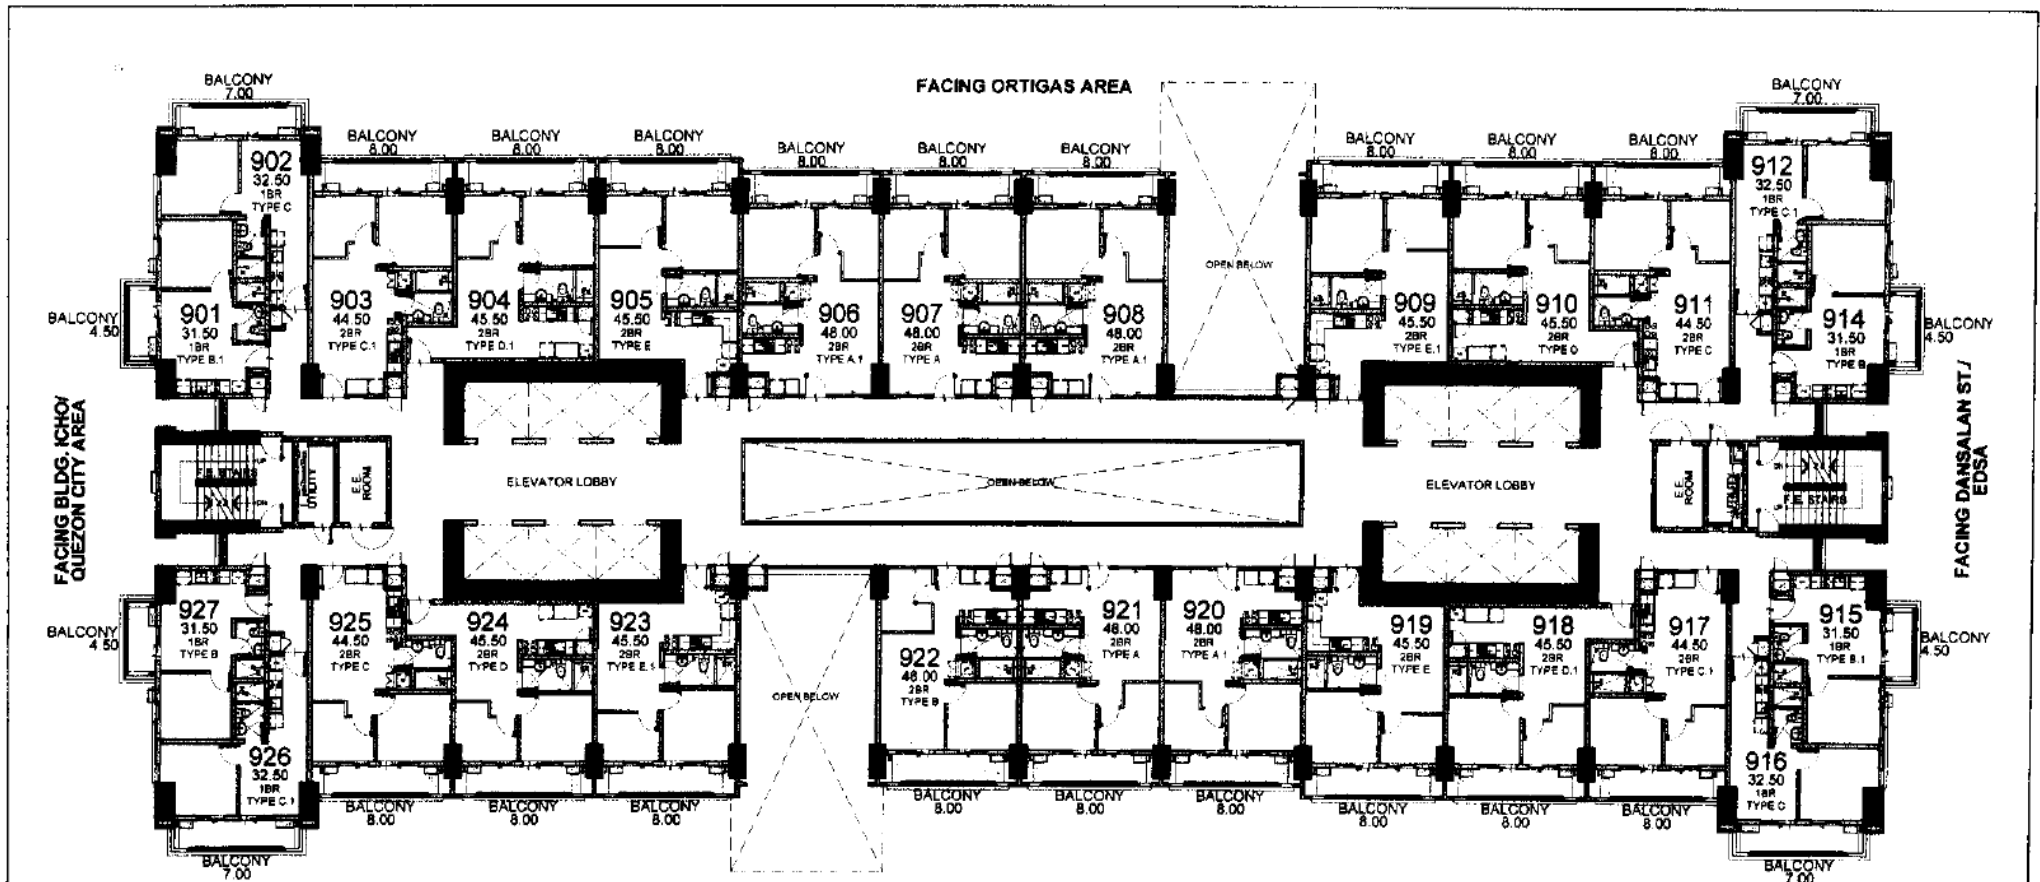 FACING ORTIGAS AREA
BALCONY
7.00
BALCONY
8.00
BALCONY
8.00
BALCONY
8.00
BALCONY
8.00
BALCONY
8.00
BALCONY
8.00
BALCONY
8.00
BALCONY
8.00
BALCONY
8.00
BALCONY
7.00
902
32.50
1BR
TYPE C
912
32.50
1BR
TYPE C.1
OPEN BELOW
BALCONY
4.50
901
31.50
1BR
TYPE B.1
903
44.50
2BR
TYPE C.1
904
45.50
2BR
TYPE D.1
905
45.50
2BR
TYPE E
906
48.00
2BR
TYPE A.1
907
48.00
2BR
TYPE A
908
48.00
2BR
TYPE A.1
909
45.50
2BR
TYPE E.1
910
45.50
2BR
TYPE D
911
44.50
2BR
TYPE C
914
31.50
1BR
TYPE B
BALCONY
4.50
FACING BLDG. ICHO/
QUEZON CITY AREA
F.E. STAIRS
UP
DN
UTILITY
E.E.
ROOM
ELEVATOR LOBBY
OPEN BELOW
ELEVATOR LOBBY
E.E.
ROOM
F.E. STAIRS
FACING DANSALAN ST./
EDSA
BALCONY
4.50
927
31.50
1BR
TYPE B
925
44.50
2BR
TYPE C
924
45.50
2BR
TYPE D
923
45.50
2BR
TYPE E.1
OPEN BELOW
922
46.00
2BR
TYPE B
921
48.00
2BR
TYPE A
920
48.00
2BR
TYPE A.1
919
45.50
2BR
TYPE E
918
45.50
2BR
TYPE D.1
917
44.50
2BR
TYPE C.1
915
31.50
1BR
TYPE B.1
BALCONY
4.50
926
32.50
1BR
TYPE C.1
916
32.50
1BR
TYPE C
BALCONY
7.00
BALCONY
8.00
BALCONY
8.00
BALCONY
8.00
BALCONY
8.00
BALCONY
8.00
BALCONY
8.00
BALCONY
8.00
BALCONY
8.00
BALCONY
8.00
BALCONY
7.00